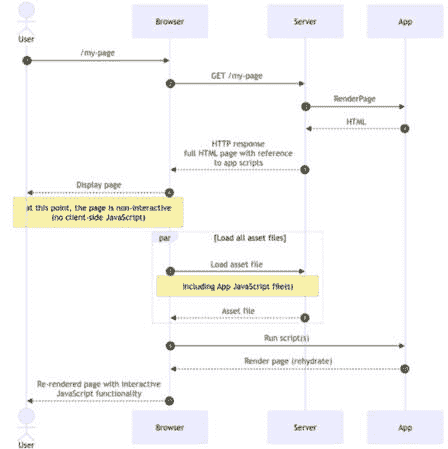 User
Browser
Server
App
/my-page
GET /my-page
RenderPage
HTML
HTTP response
full HTML page with reference
to app scripts
Display page
at this point, the page is non-interactive
(no client-side JavaScript)
par
[Load all asset files]
Load asset file
including App JavaScript file(s)
Asset file
Run script(s)
Render page (rehydrate)
Re-rendered page with interactive
JavaScript functionality
User
Browser
Server
App